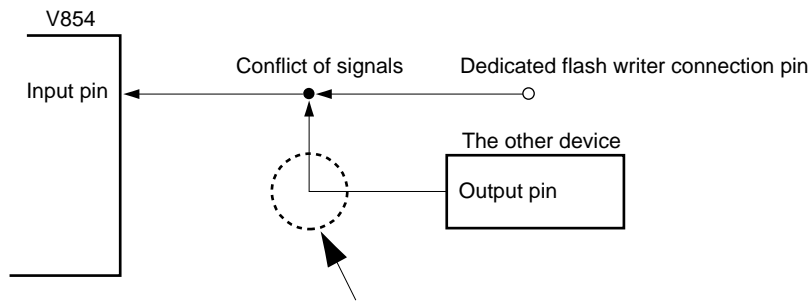 V854
Conflict of signals
Dedicated flash writer connection pin
Input pin
The other device
Output pin